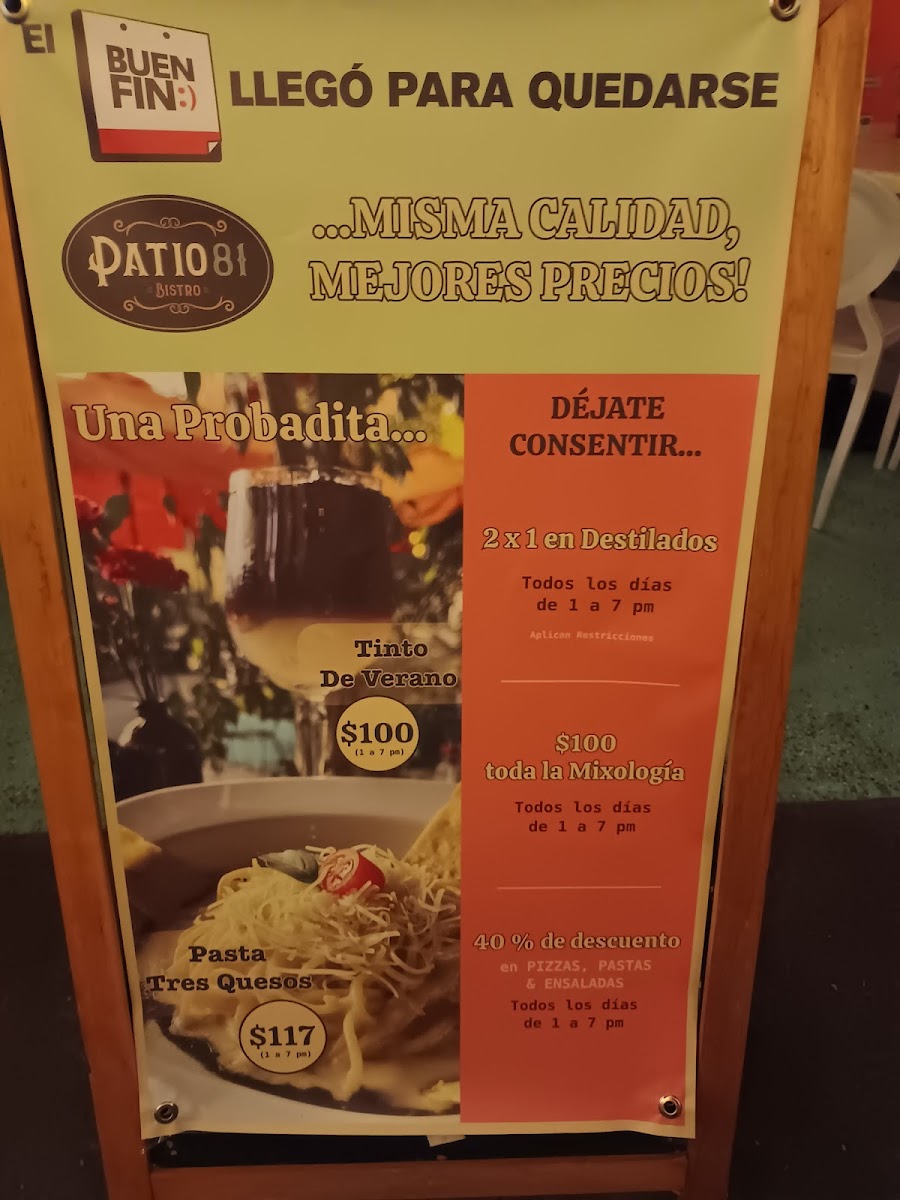 El
BUEN
FIN:)
LLEGÓ PARA QUEDARSE
PATIO 81
BISTRO
...MISMA CALIDAD,
MEJORES PRECIOS!
Una Probadita...
Tinto
De Verano
$100
(1 a 7 pm)
Pasta
Tres Quesos
$117
(1 a 7 pm)
DÉJATE
CONSENTIR...
2 x 1 en Destilados
Todos los días
de 1 a 7 pm
Aplican Restricciones
$100
toda la Mixología
Todos los días
de 1 a 7 pm
40 % de descuento
en PIZZAS, PASTAS
& ENSALADAS
Todos los días
de 1 a 7 pm